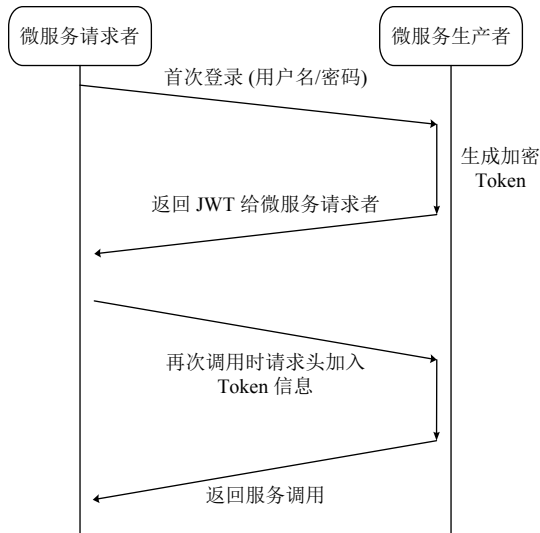 微服务请求者
微服务生产者
首次登录 (用户名/密码)
生成加密
Token
返回 JWT 给微服务请求者
再次调用时请求头加入
Token 信息
返回服务调用